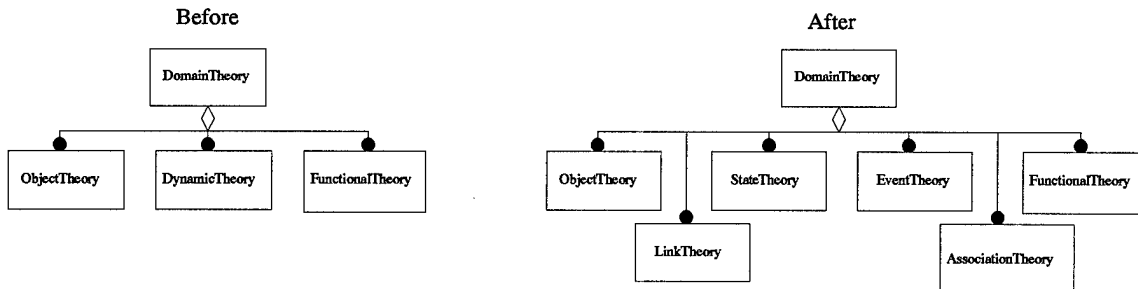 Before
DomainTheory
ObjectTheory
DynamicTheory
FunctionalTheory
After
DomainTheory
ObjectTheory
StateTheory
EventTheory
FunctionalTheory
LinkTheory
AssociationTheory